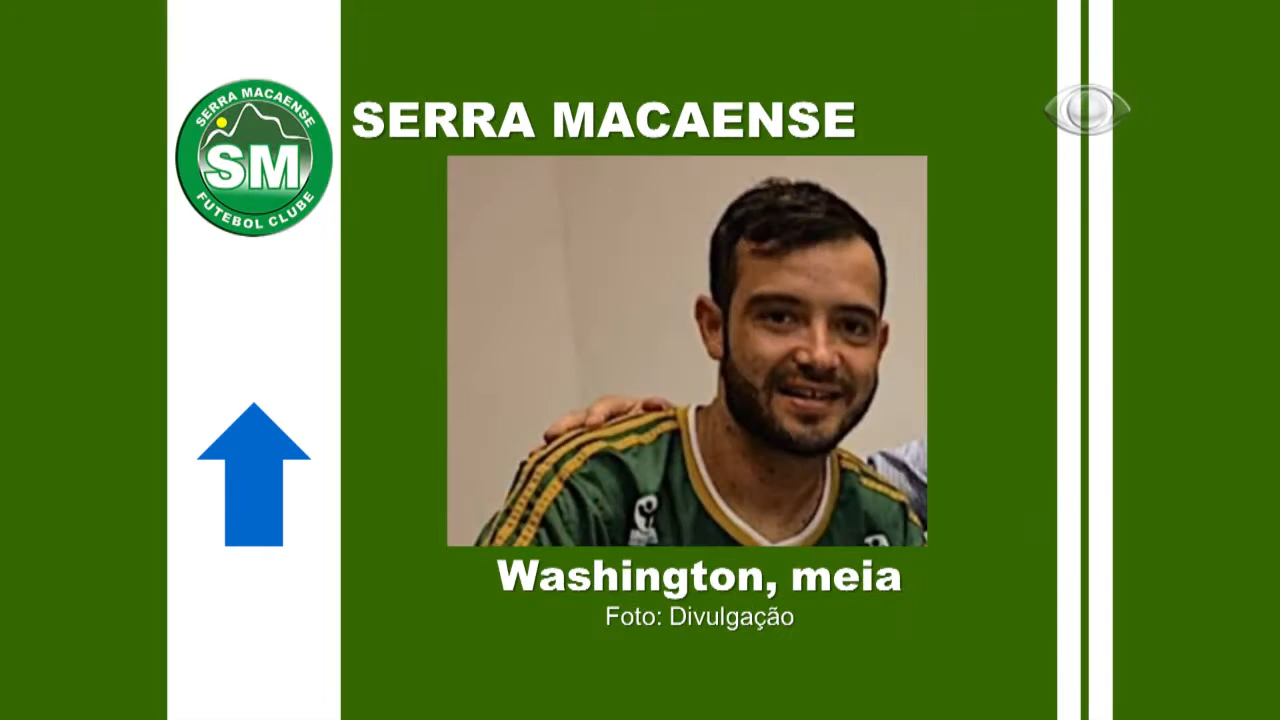 SERRA MACAENSE
SM
FUTEBOL CLUBE
SERRA MACAENSE
Washington, meia
Foto: Divulgação